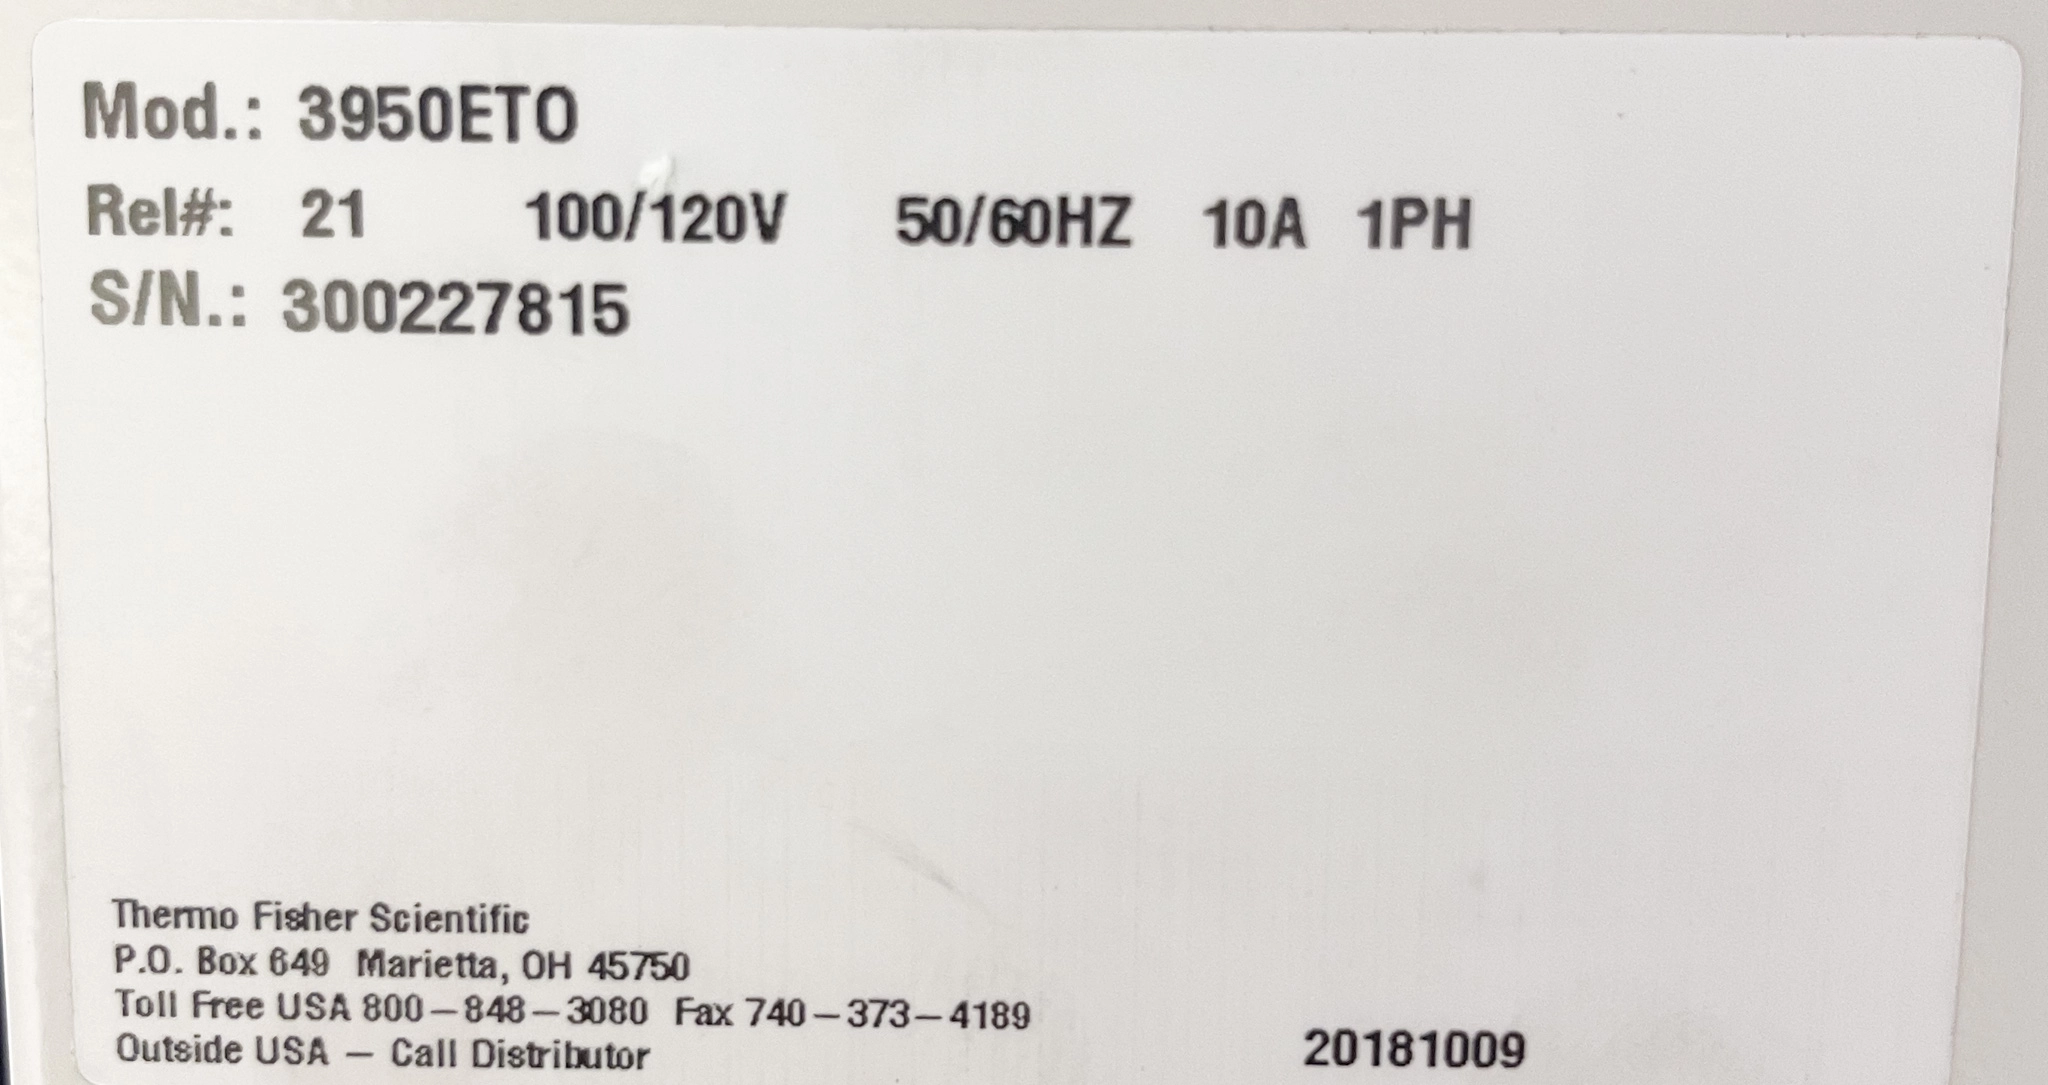 Mod.: 3950ETO
Rel#: 21 100/120V 50/60HZ 10A 1PH
S/N.: 300227815
Thermo Fisher Scientific
P.O. Box 649 Marietta, OH 45750
Toll Free USA 800–848–3080 Fax 740–373–4189
Outside USA – Call Distributor
20181009